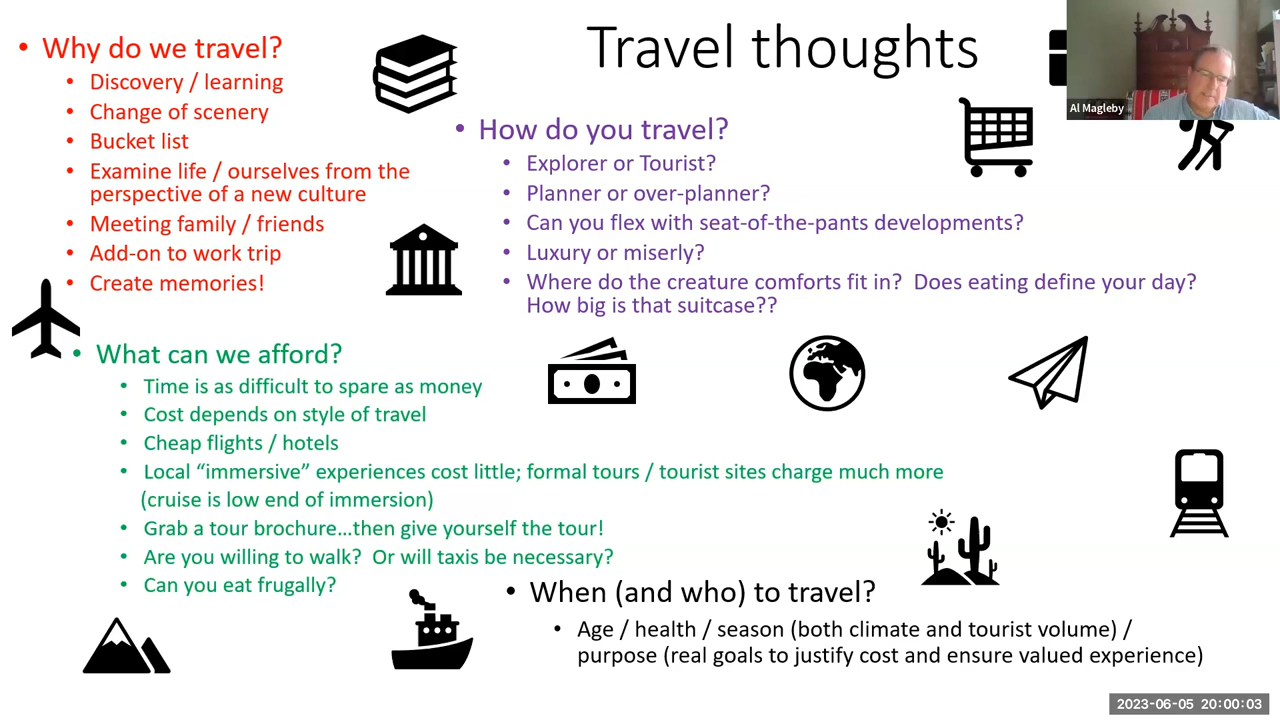 Travel thoughts
Al Magleby
• Why do we travel?
• Discovery / learning
• Change of scenery
• Bucket list
• Examine life / ourselves from the
perspective of a new culture
• Meeting family / friends
• Add-on to work trip
• Create memories!
• How do you travel?
• Explorer or Tourist?
• Planner or over-planner?
• Can you flex with seat-of-the-pants developments?
• Luxury or miserly?
• Where do the creature comforts fit in?  Does eating define your day?
How big is that suitcase??
• What can we afford?
• Time is as difficult to spare as money
• Cost depends on style of travel
• Cheap flights / hotels
• Local “immersive” experiences cost little; formal tours / tourist sites charge much more
(cruise is low end of immersion)
• Grab a tour brochure…then give yourself the tour!
• Are you willing to walk?  Or will taxis be necessary?
• Can you eat frugally?
• When (and who) to travel?
• Age / health / season (both climate and tourist volume) /
purpose (real goals to justify cost and ensure valued experience)
2023-06-05 20:00:03